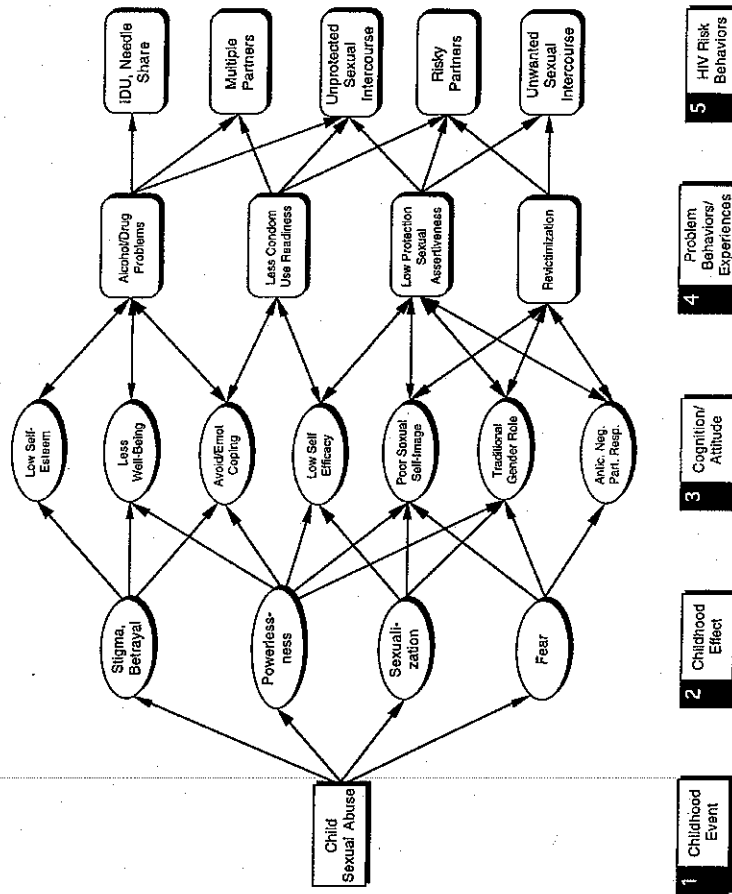 Child
Sexual Abuse
Stigma,
Betrayal
Powerless-
ness
Sexuali-
zation
Fear
Low Self-
Esteem
Less
Well-Being
Avoid/Emot
Coping
Low Self
Efficacy
Poor Sexual
Self-Image
Traditional
Gender Role
Antic. Neg.
Part. Resp.
Alcohol/Drug
Problems
Less Condom
Use Readiness
Low Protection
Sexual
Assertiveness
Revictimization
IDU, Needle
Share
Multiple
Partners
Unprotected
Sexual
Intercourse
Risky
Partners
Unwanted
Sexual
Intercourse
1
Childhood
Event
2
Childhood
Effect
3
Cognition/
Attitude
4
Problem
Behaviors/
Experiences
5
HIV Risk
Behaviors